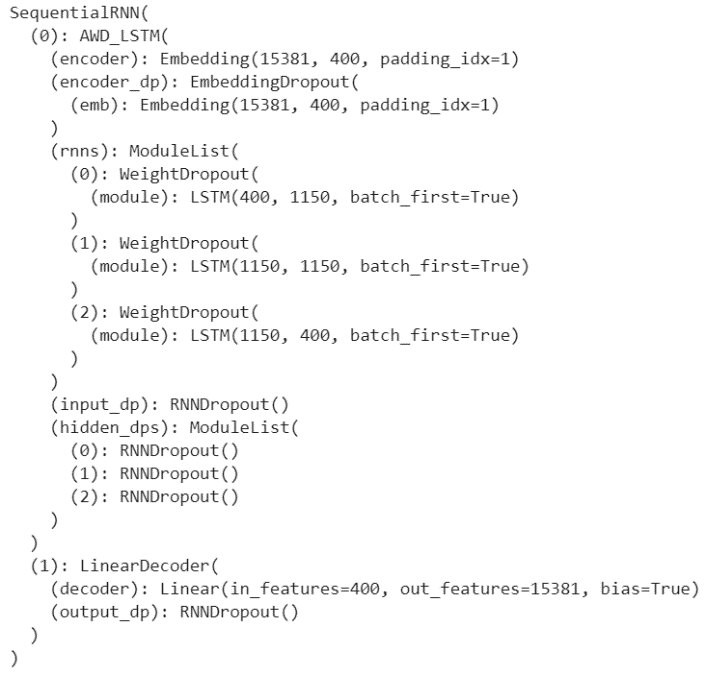 SequentialRNN(
  (0): AWD_LSTM(
    (encoder): Embedding(15381, 400, padding_idx=1)
    (encoder_dp): EmbeddingDropout(
      (emb): Embedding(15381, 400, padding_idx=1)
    )
    (rnns): ModuleList(
      (0): WeightDropout(
        (module): LSTM(400, 1150, batch_first=True)
      )
      (1): WeightDropout(
        (module): LSTM(1150, 1150, batch_first=True)
      )
      (2): WeightDropout(
        (module): LSTM(1150, 400, batch_first=True)
      )
    )
    (input_dp): RNNDropout()
    (hidden_dps): ModuleList(
      (0): RNNDropout()
      (1): RNNDropout()
      (2): RNNDropout()
    )
  )
  (1): LinearDecoder(
    (decoder): Linear(in_features=400, out_features=15381, bias=True)
    (output_dp): RNNDropout()
  )
)